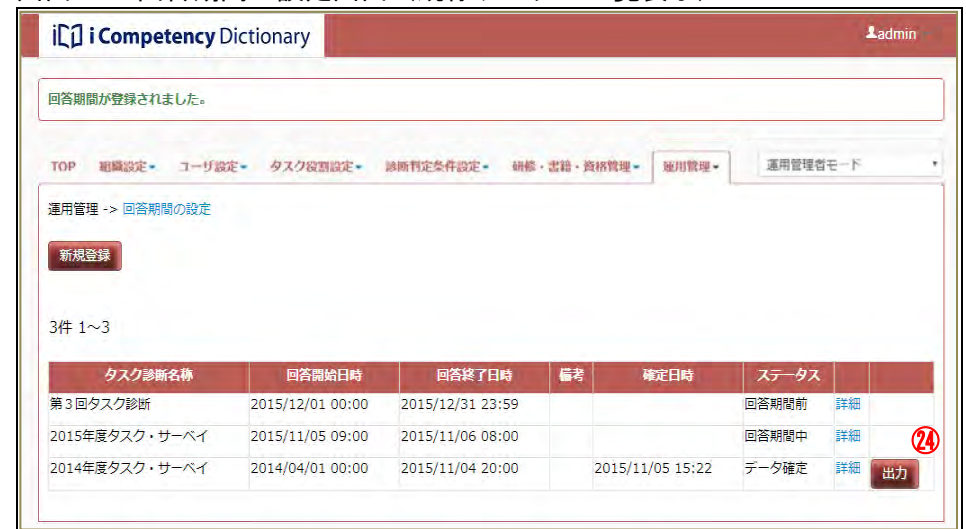 i Competency Dictionary
admin
回答期間が登録されました。
TOP 組織設定 ユーザ設定 タスク役割設定 診断判定条件設定 研修・書籍・資格管理 運用管理 運用管理者モード
運用管理 -> 回答期間の設定
新規登録
3件 1～3
タスク診断名称 回答開始日時 回答終了日時 備考 確定日時 ステータス
第3回タスク診断 2015/12/01 00:00 2015/12/31 23:59 回答期間前 詳細
2015年度タスク・サーベイ 2015/11/05 09:00 2015/11/06 08:00 回答期間中 詳細 ㉔
2014年度タスク・サーベイ 2014/04/01 00:00 2015/11/04 20:00 2015/11/05 15:22 データ確定 詳細 出力